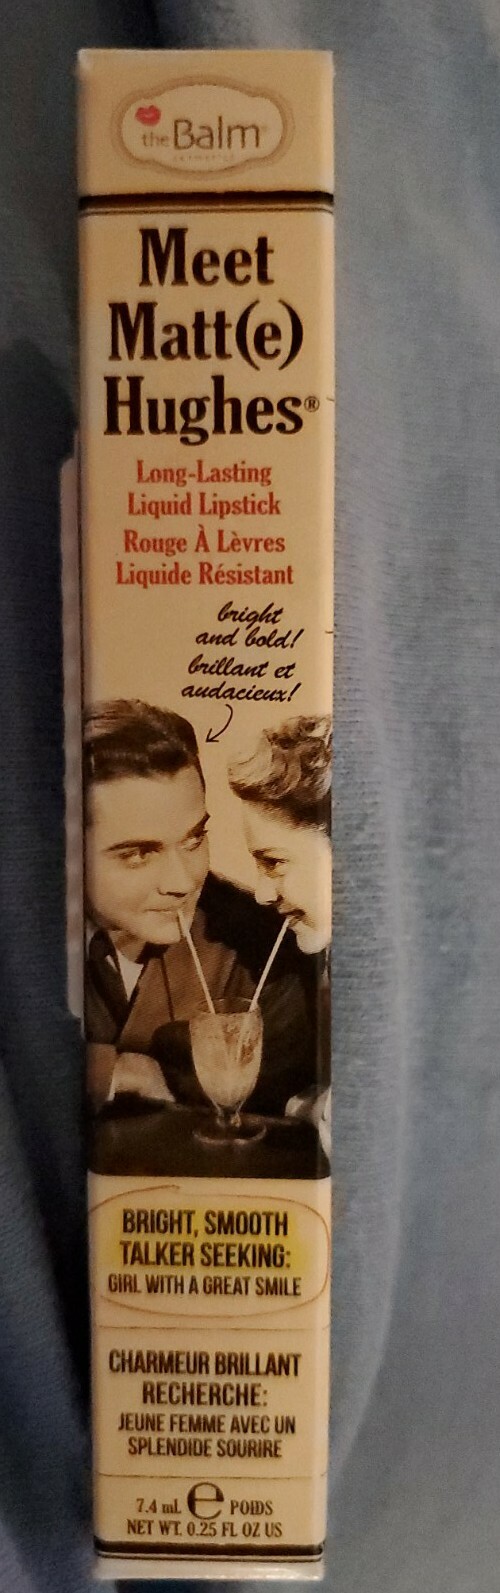 the Balm
COSMETICS
Meet
Matt(e)
Hughes®
Long-Lasting
Liquid Lipstick
Rouge À Lèvres
Liquide Résistant
bright
and bold!
brillant et
audacieux!
BRIGHT, SMOOTH
TALKER SEEKING:
GIRL WITH A GREAT SMILE
CHARMEUR BRILLANT
RECHERCHE:
JEUNE FEMME AVEC UN
SPLENDIDE SOURIRE
7.4 mL e POIDS
NET WT. 0.25 FL OZ US